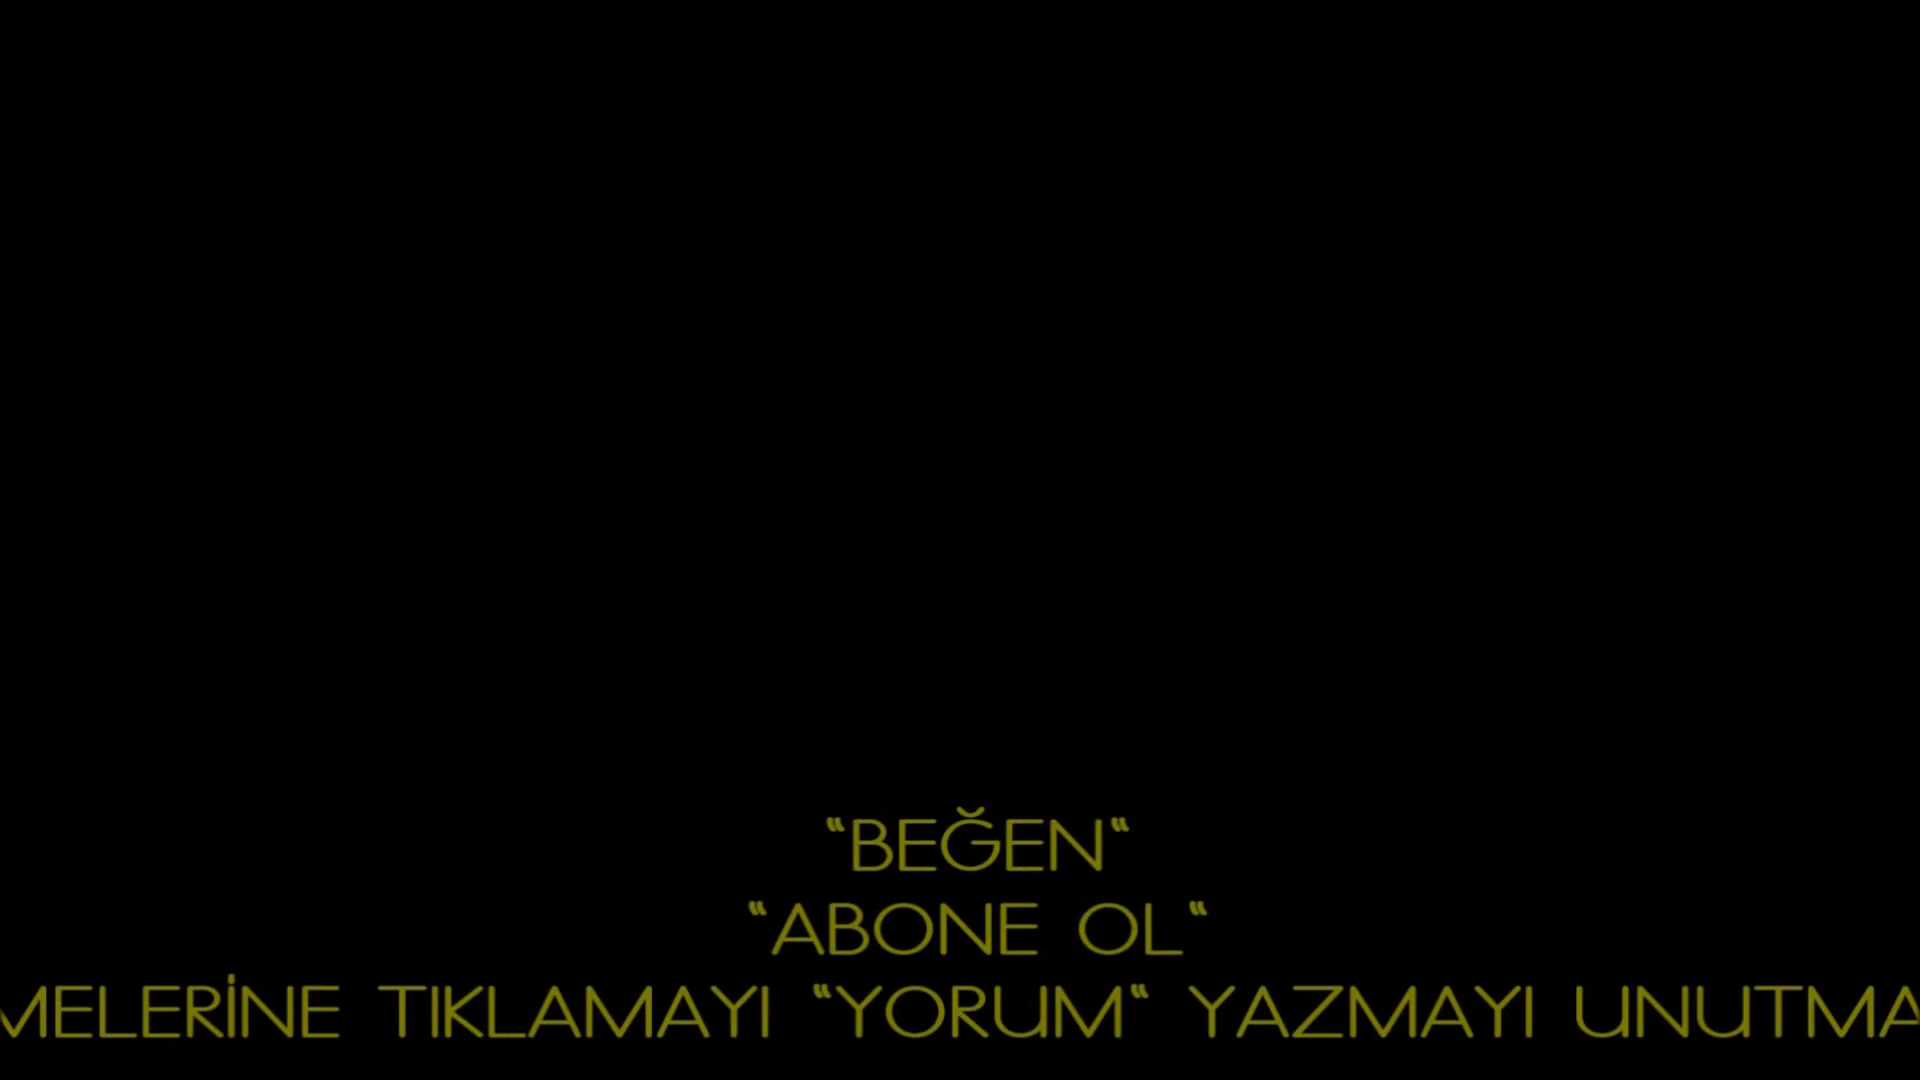 “BEĞEN“
“ABONE OL“
MELERİNE TIKLAMAYI “YORUM“ YAZMAYI UNUTMA